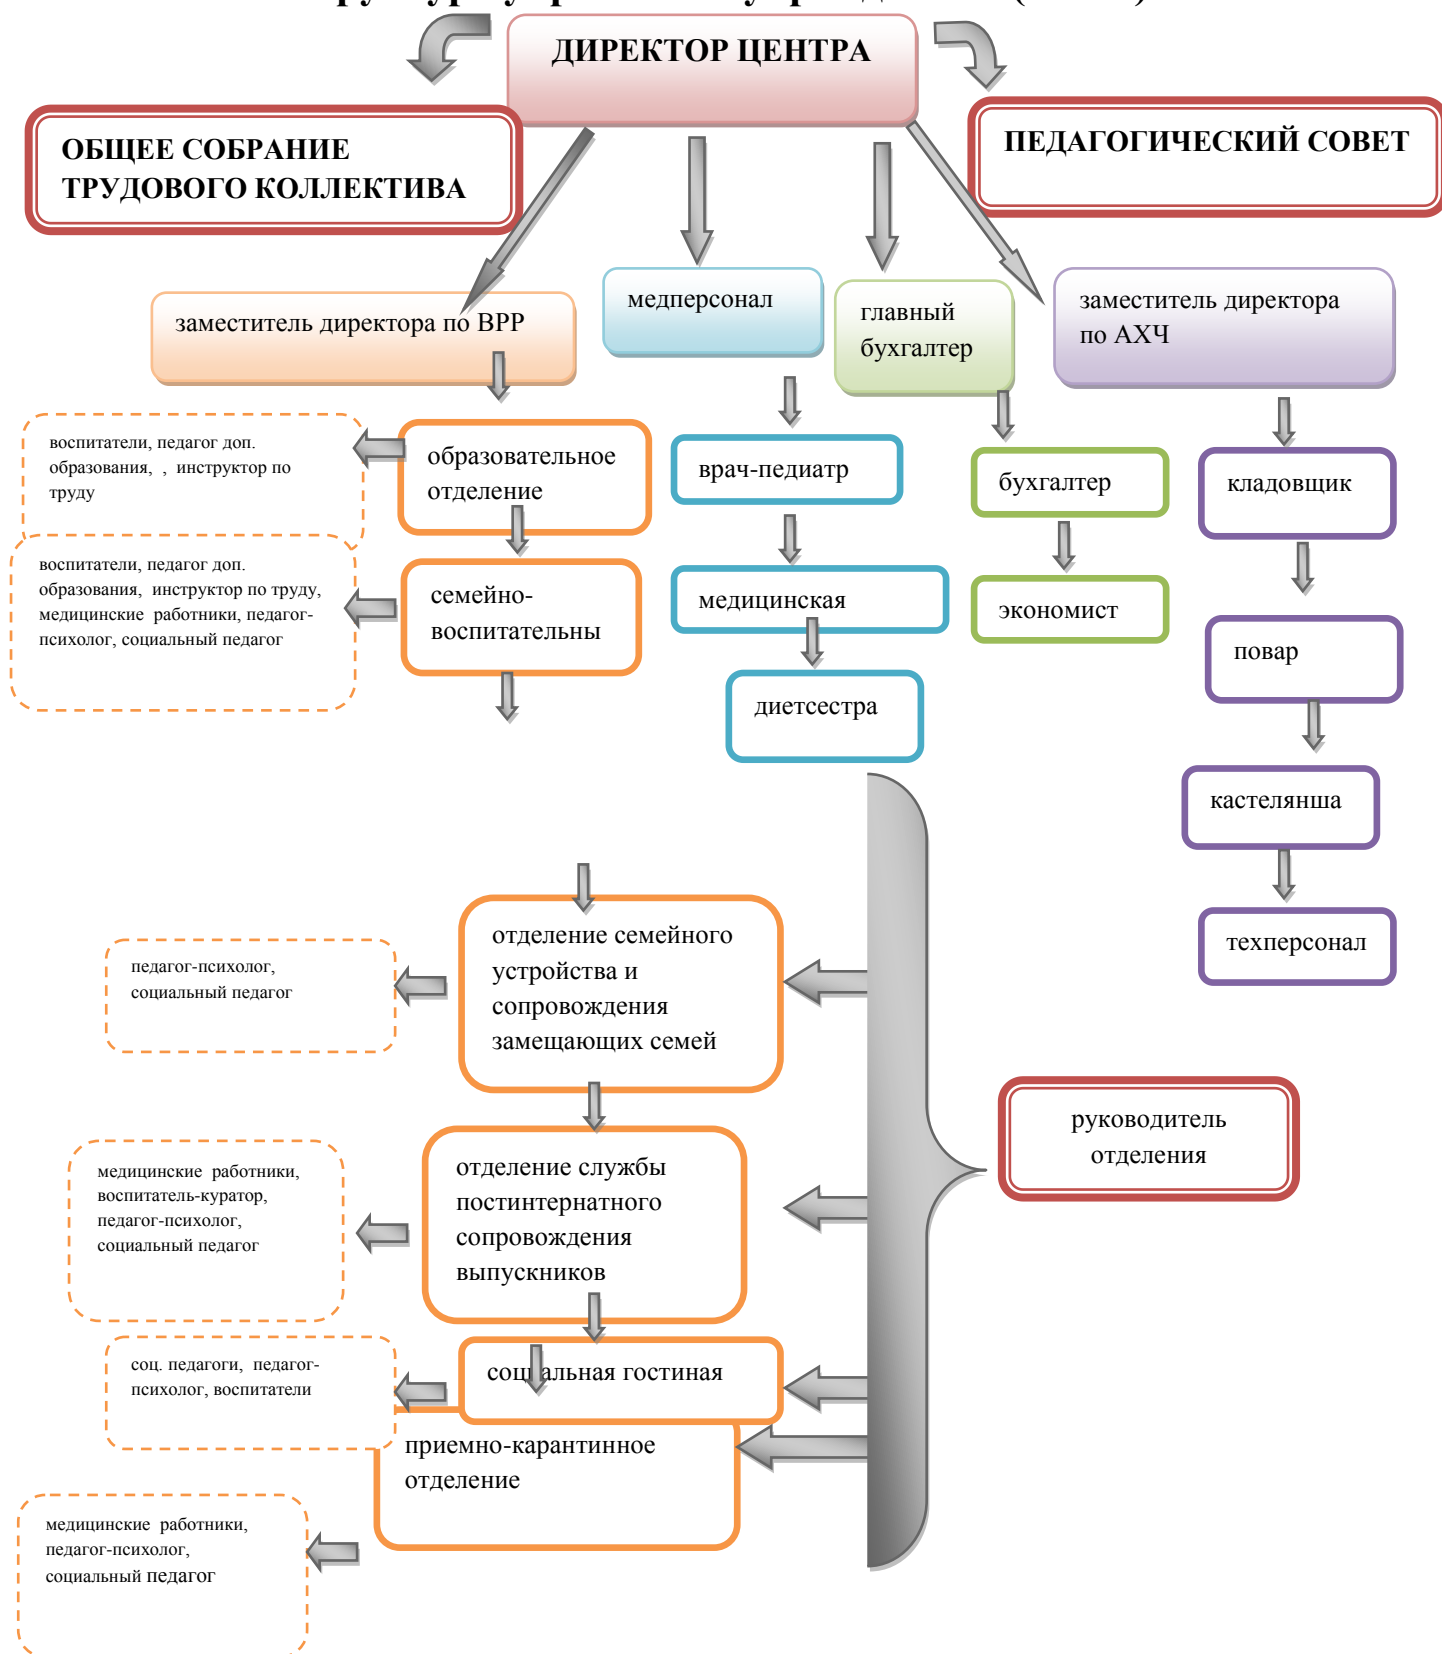 ДИРЕКТОР ЦЕНТРА
ОБЩЕЕ СОБРАНИЕ
ТРУДОВОГО КОЛЛЕКТИВА
ПЕДАГОГИЧЕСКИЙ СОВЕТ
заместитель директора по ВРР
медперсонал
главный
бухгалтер
заместитель директора
по АХЧ
воспитатели, педагог доп.
образования, , инструктор по
труду
образовательное
отделение
врач-педиатр
бухгалтер
кладовщик
воспитатели, педагог доп.
образования, инструктор по труду,
медицинские работники, педагог-
психолог, социальный педагог
семейно-
воспитательны
медицинская
экономист
повар
диетсестра
кастелянша
техперсонал
отделение семейного
устройства и
сопровождения
замещающих семей
педагог-психолог,
социальный педагог
руководитель
отделения
отделение службы
постинтернатного
сопровождения
выпускников
медицинские работники,
воспитатель-куратор,
педагог-психолог,
социальный педагог
социальная гостиная
соц. педагоги, педагог-
психолог, воспитатели
приемно-карантинное
отделение
медицинские работники,
педагог-психолог,
социальный педагог